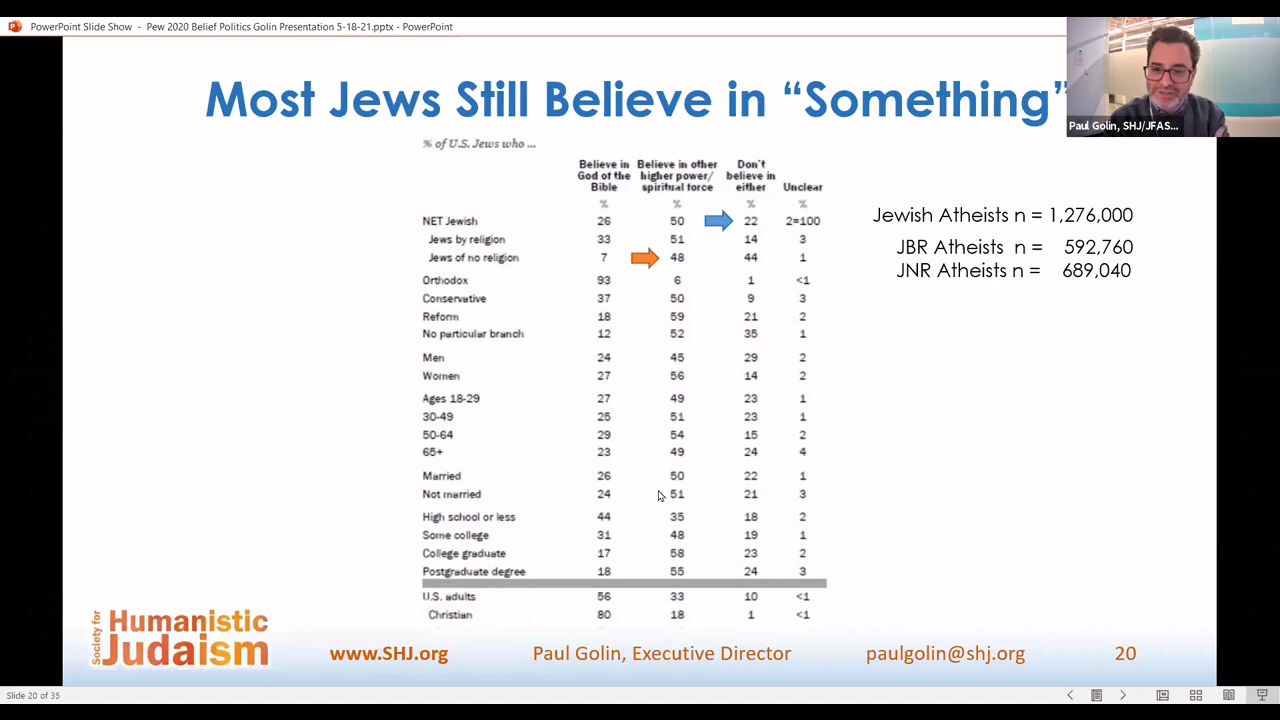 PowerPoint Slide Show - Pew 2020 Belief Politics Golin Presentation 5-18-21.pptx - PowerPoint
Paul Golin, SHJ/JFAS...
Most Jews Still Believe in “Something”
% of U.S. Jews who ...
Believe in God of the Bible Believe in other higher power/ spiritual force Don't believe in either Unclear
% % % %
NET Jewish 26 50 22 2=100
Jews by religion 33 51 14 3
Jews of no religion 7 48 44 1
Orthodox 93 6 1 <1
Conservative 37 50 9 3
Reform 18 59 21 2
No particular branch 12 52 35 1
Men 24 45 29 2
Women 27 56 14 2
Ages 18-29 27 49 23 1
30-49 25 51 23 1
50-64 29 54 15 2
65+ 23 49 24 4
Married 26 50 22 1
Not married 24 51 21 3
High school or less 44 35 18 2
Some college 31 48 19 1
College graduate 17 58 23 2
Postgraduate degree 18 55 24 3
U.S. adults 56 33 10 <1
Christian 80 18 1 <1
Jewish Atheists n = 1,276,000
JBR Atheists n = 592,760
JNR Atheists n = 689,040
Society for Humanistic Judaism
www.SHJ.org Paul Golin, Executive Director paulgolin@shj.org 20
Slide 20 of 35